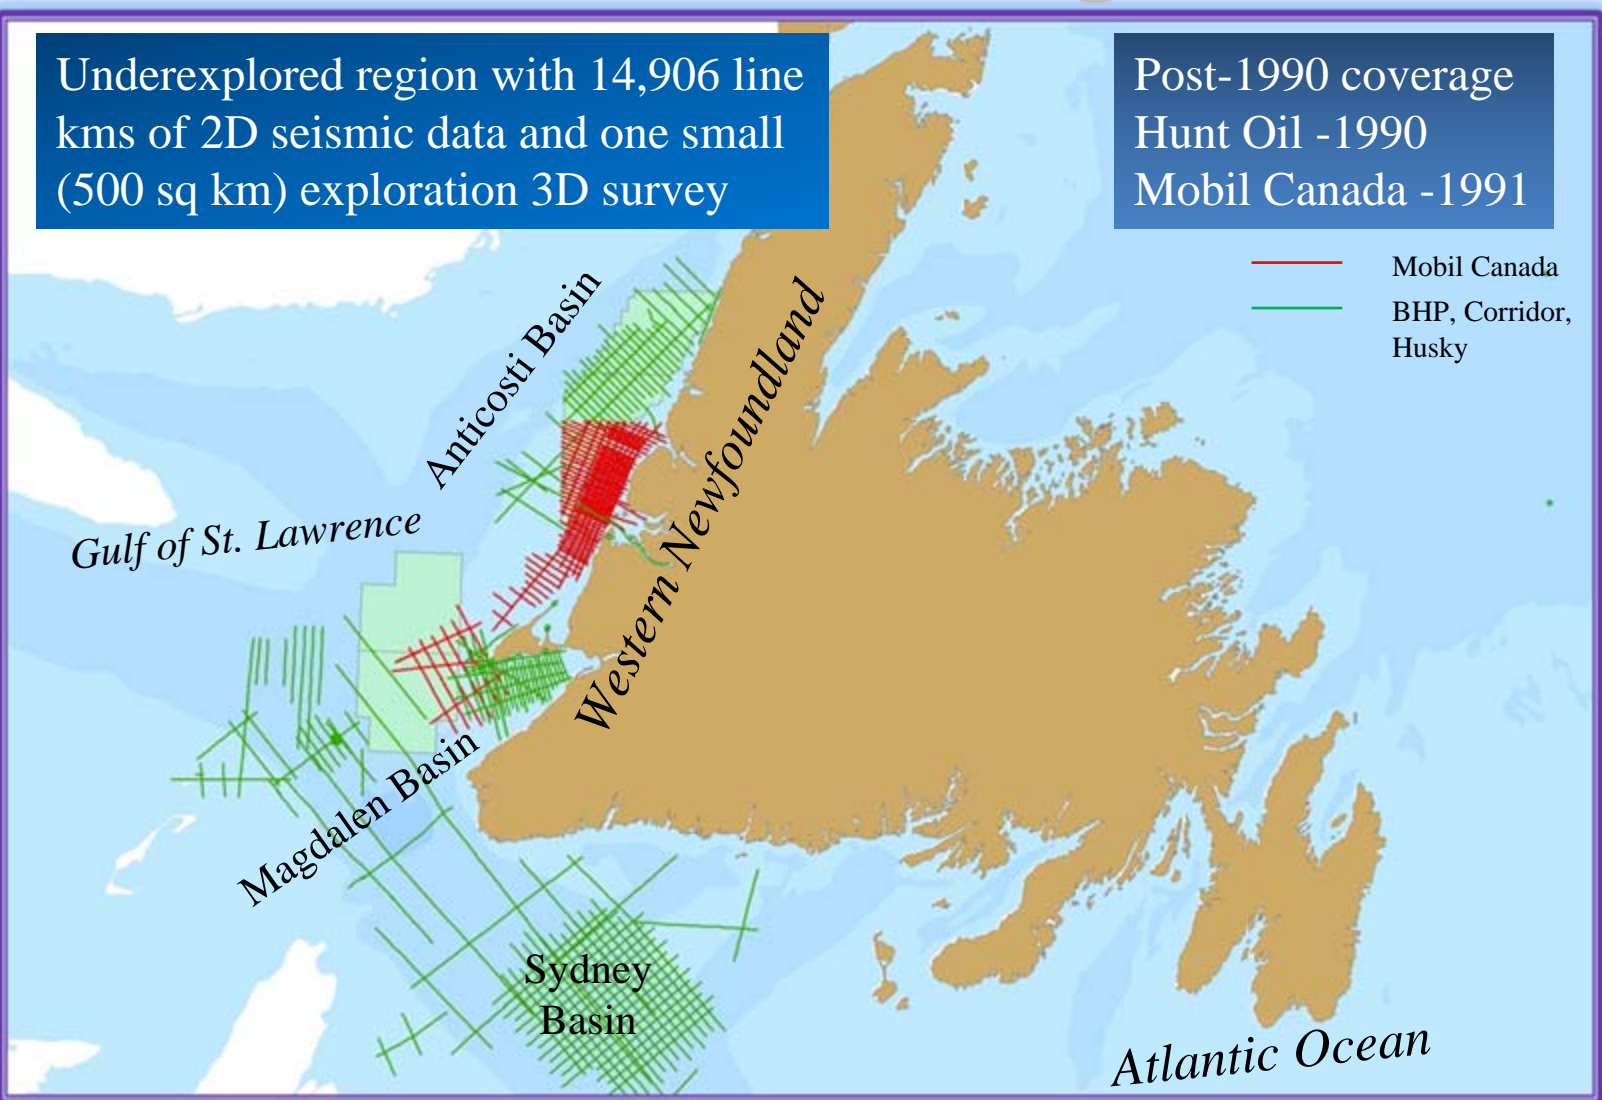 Underexplored region with 14,906 line
kms of 2D seismic data and one small
(500 sq km) exploration 3D survey
Post-1990 coverage
Hunt Oil -1990
Mobil Canada -1991
Mobil Canada
BHP, Corridor,
Husky
Anticosti Basin
Western Newfoundland
Gulf of St. Lawrence
Magdalen Basin
Sydney
Basin
Atlantic Ocean